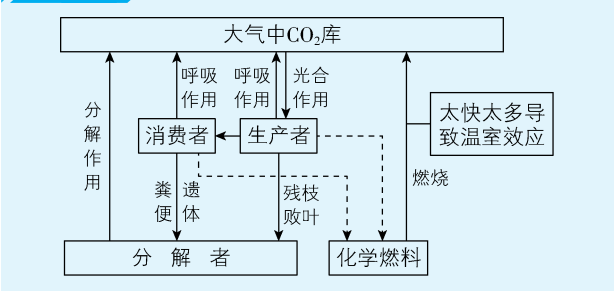 大气中CO₂库
呼吸
作用
呼吸
作用
光合
作用
分
解
作
用
消费者
生产者
太快太多导
致温室效应
粪
便
遗
体
残枝
败叶
燃烧
分解者
化学燃料